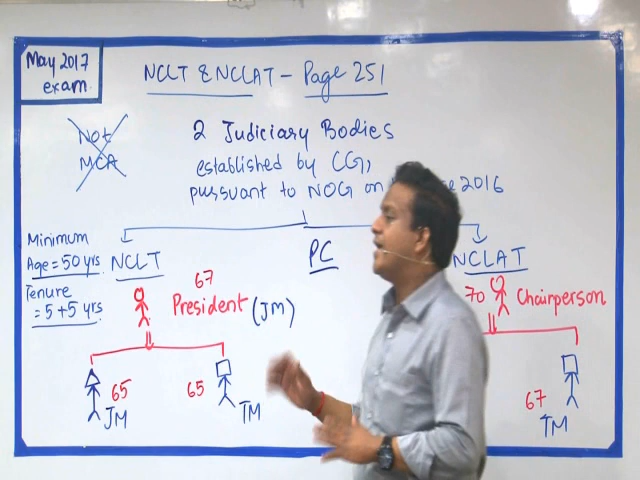 May 2017
exam
NCLT & NCLAT - Page 251
Not
MCA
2 Judiciary Bodies
established by CG,
pursuant to NOG on 2016
Minimum
Age = 50 yrs
Tenure
= 5+5 yrs
NCLT
PC
NCLAT
67
President (JM)
70 Chairperson
65
JM
65
TM
67
TM